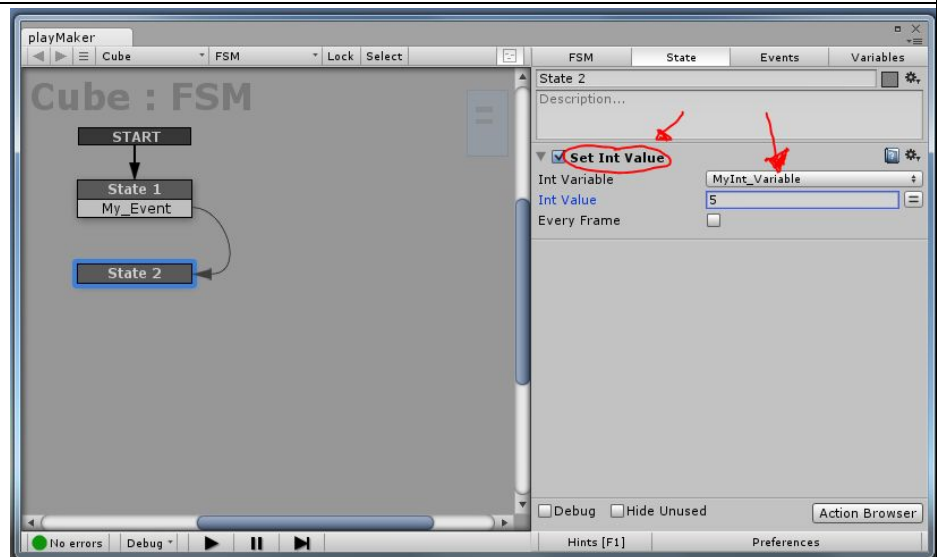 playMaker
Cube FSM Lock Select
FSM State Events Variables
Cube : FSM
START
State 1
My_Event
State 2
State 2
Description...
Set Int Value
Int Variable MyInt_Variable
Int Value 5
Every Frame
Debug Hide Unused Action Browser
No errors Debug Hints [F1] Preferences